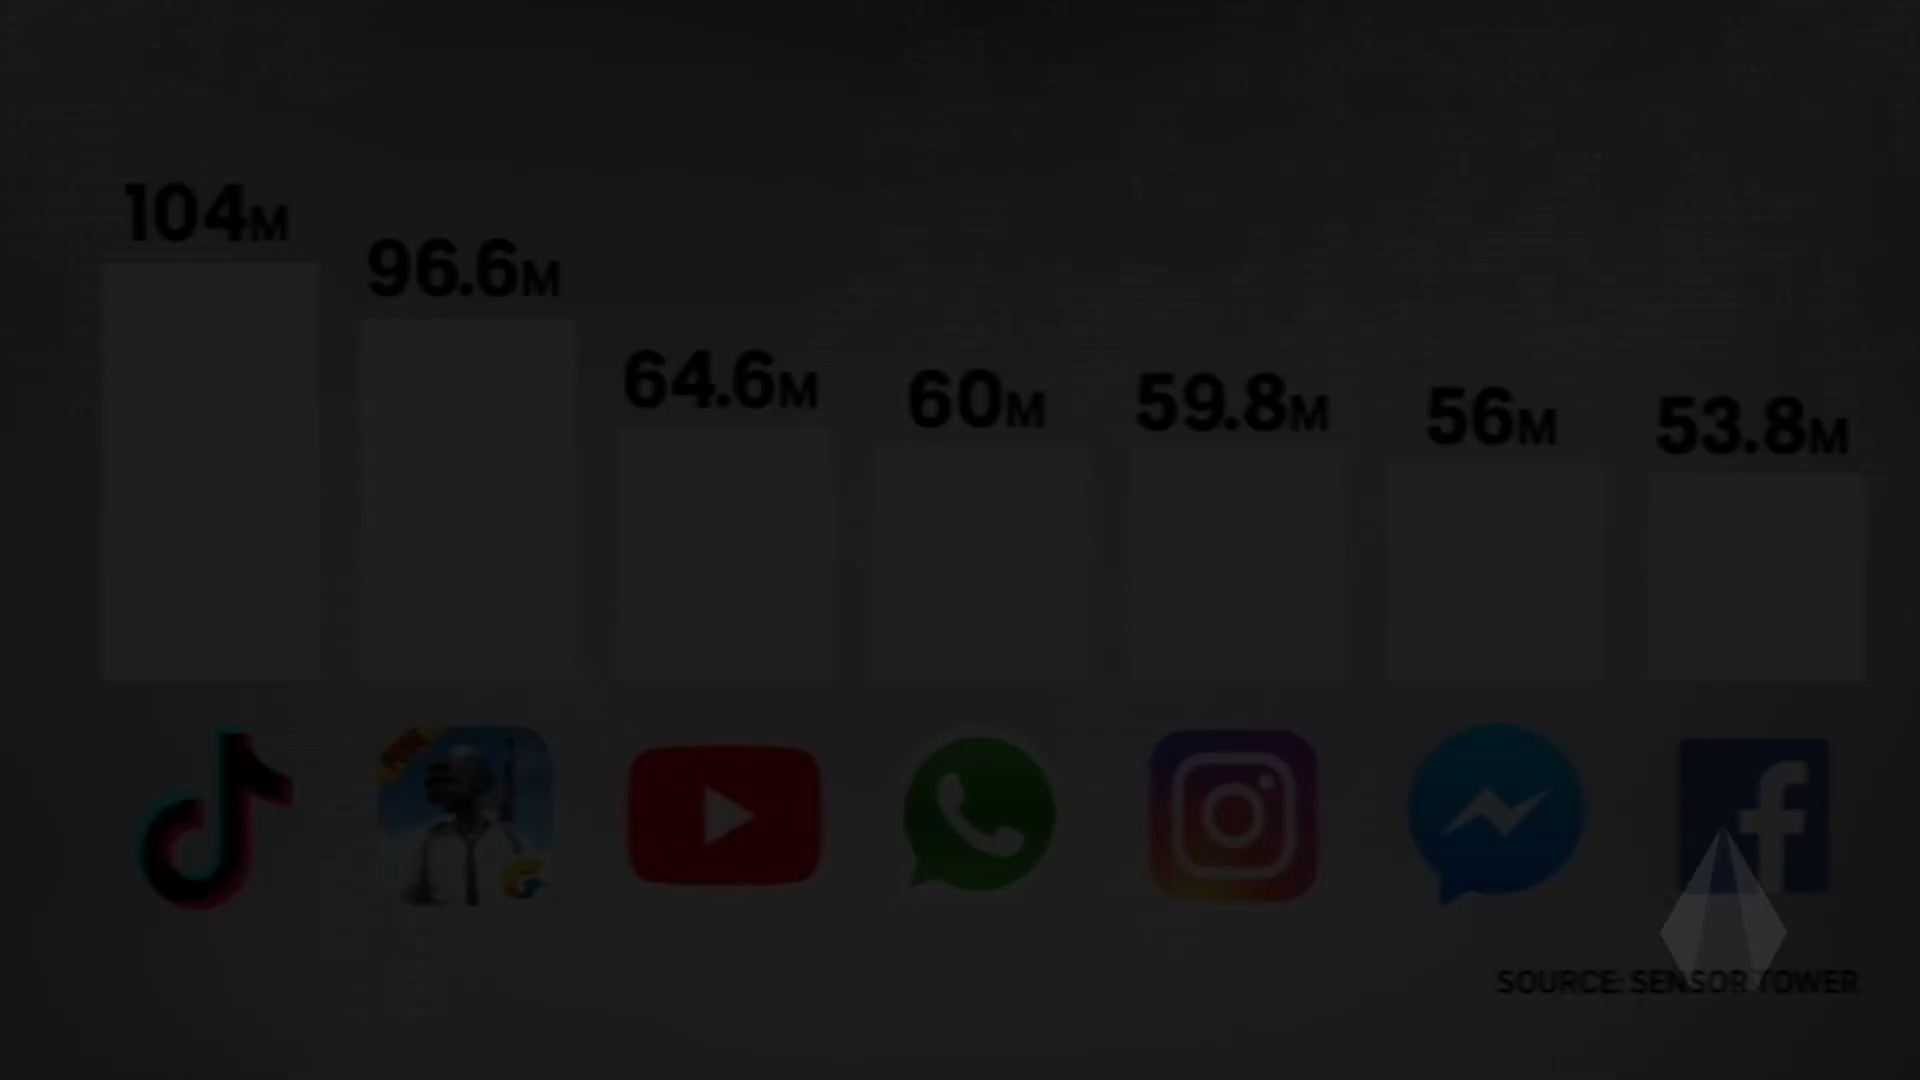 104M
96.6M
64.6M
60M
59.8M
56M
53.8M
SOURCE: SENSOR TOWER